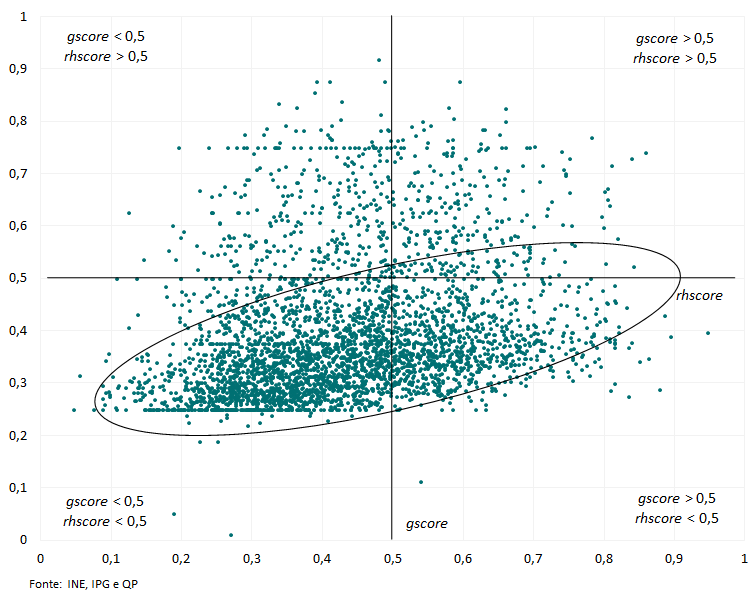 1
gscore < 0,5
rhscore > 0,5
gscore > 0,5
rhscore > 0,5
0,9
0,8
0,7
0,6
0,5
rhscore
0,4
0,3
0,2
0,1
gscore < 0,5
rhscore < 0,5
gscore > 0,5
rhscore < 0,5
gscore
0
0 0,1 0,2 0,3 0,4 0,5 0,6 0,7 0,8 0,9 1
Fonte: INE, IPG e QP